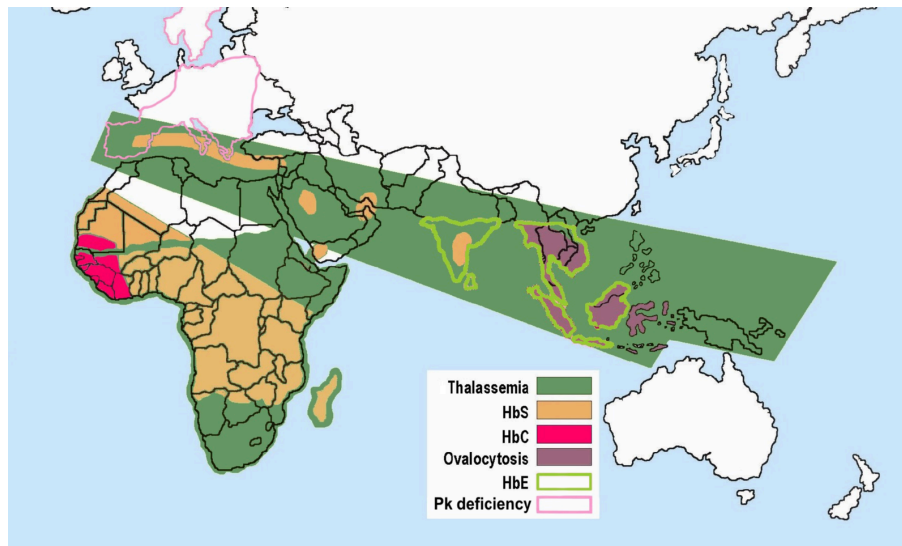 Thalassemia
HbS
HbC
Ovalocytosis
HbE
Pk deficiency